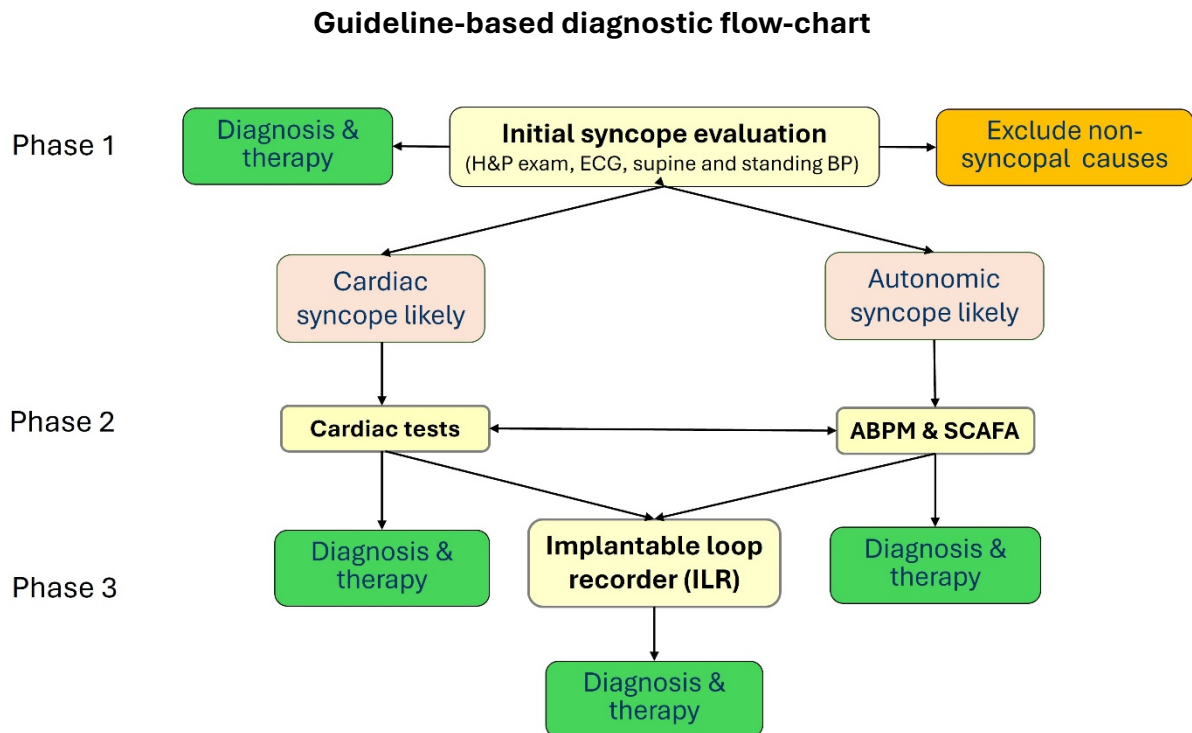 Guideline-based diagnostic flow-chart
Phase 1
Diagnosis &
therapy
Initial syncope evaluation
(H&P exam, ECG, supine and standing BP)
Exclude non-
syncopal causes
Cardiac
syncope likely
Autonomic
syncope likely
Phase 2
Cardiac tests
ABPM & SCAFA
Phase 3
Diagnosis &
therapy
Implantable loop
recorder (ILR)
Diagnosis &
therapy
Diagnosis &
therapy